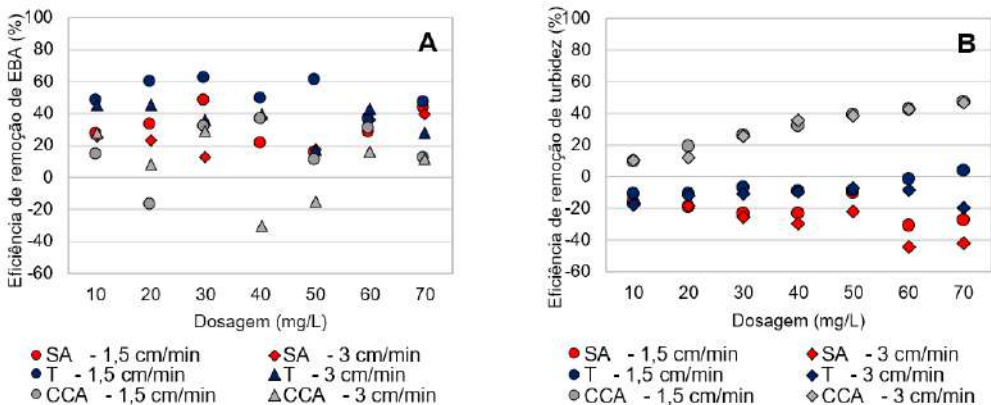 A
Eficiência de remoção de EBA (%)
100
80
60
40
20
0
-20
-40
-60
10 20 30 40 50 60 70
Dosagem (mg/L)
SA - 1,5 cm/min SA - 3 cm/min
T - 1,5 cm/min T - 3 cm/min
CCA - 1,5 cm/min CCA - 3 cm/min
B
Eficiência de remoção de turbidez (%)
100
80
60
40
20
0
-20
-40
-60
10 20 30 40 50 60 70
Dosagem (mg/L)
SA - 1,5 cm/min SA - 3 cm/min
T - 1,5 cm/min T - 3 cm/min
CCA - 1,5 cm/min CCA - 3 cm/min